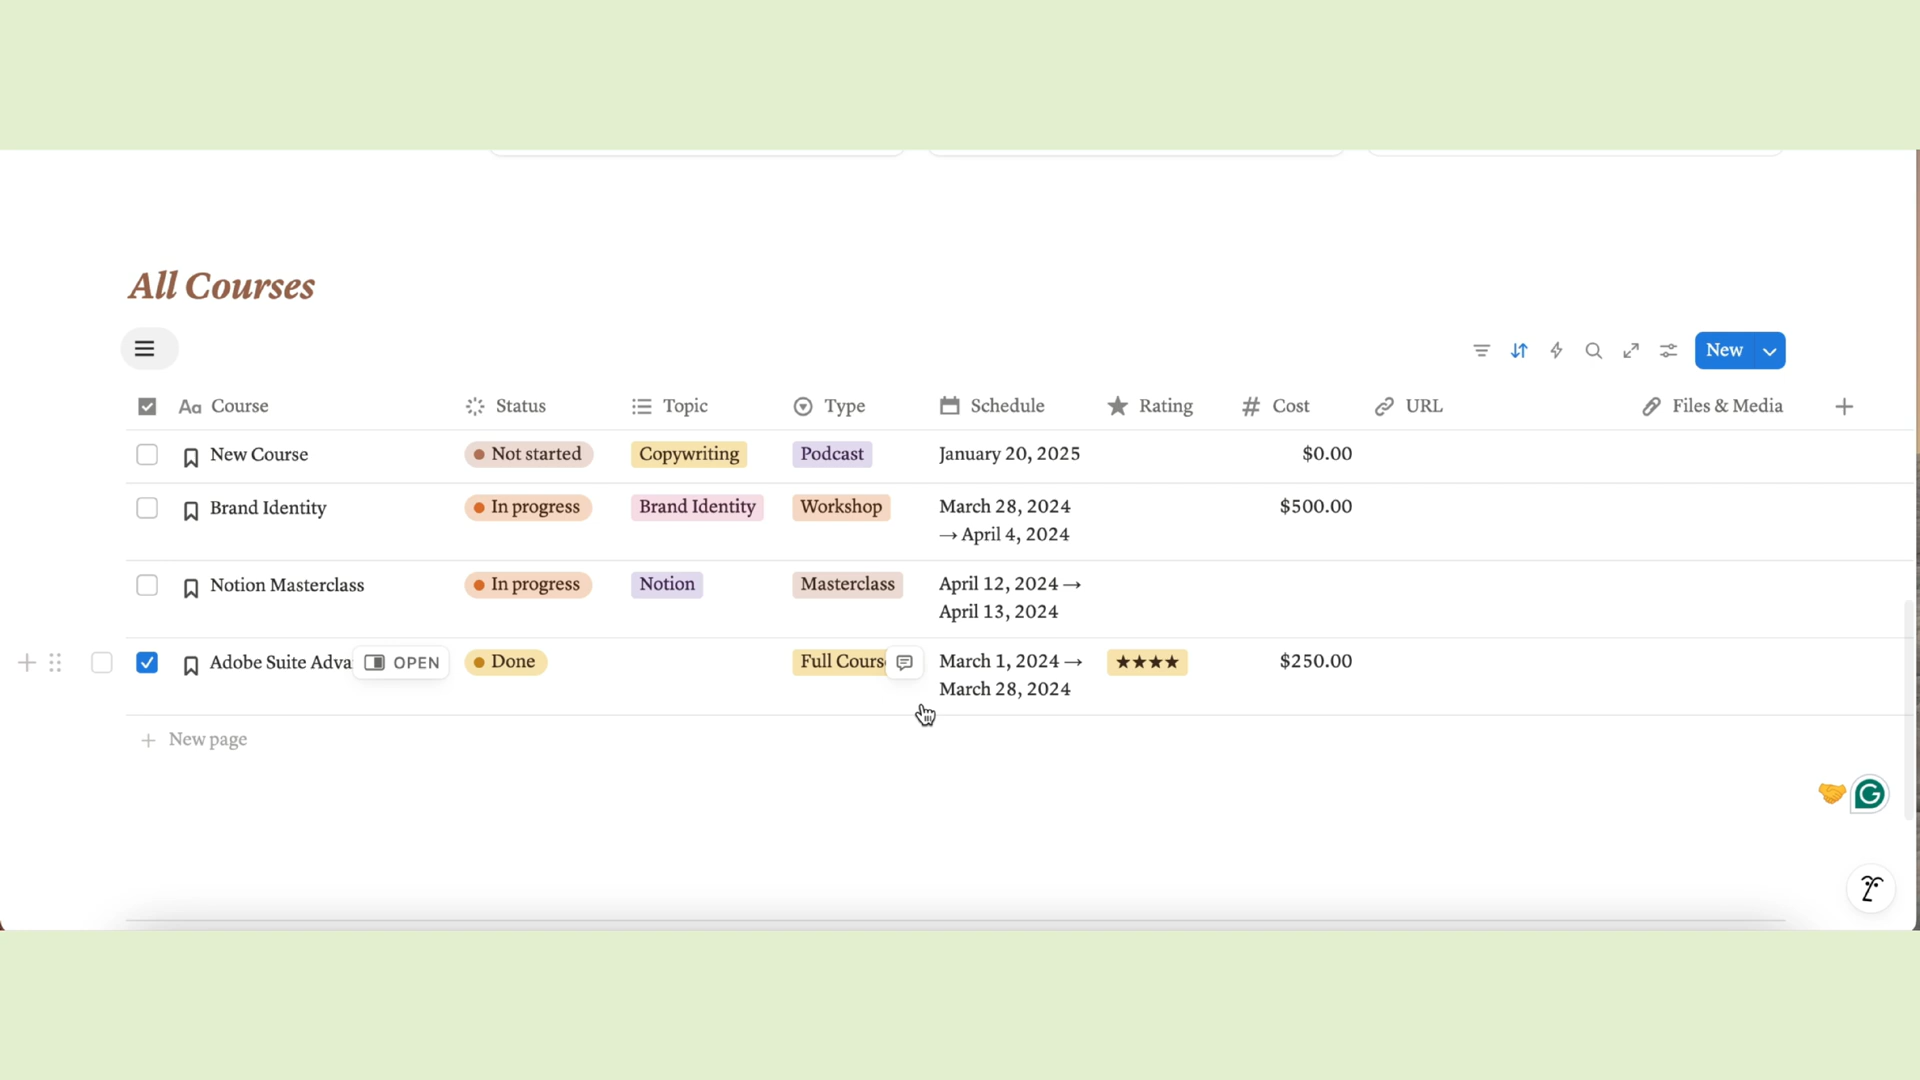 All Courses
New
Aa Course Status Topic Type Schedule Rating # Cost URL Files & Media
New Course Not started Copywriting Podcast January 20, 2025 $0.00
Brand Identity In progress Brand Identity Workshop March 28, 2024 $500.00
→ April 4, 2024
Notion Masterclass In progress Notion Masterclass April 12, 2024 →
April 13, 2024
Adobe Suite Adva OPEN Done Full Cours March 1, 2024 → ★★★★ $250.00
March 28, 2024
+ New page